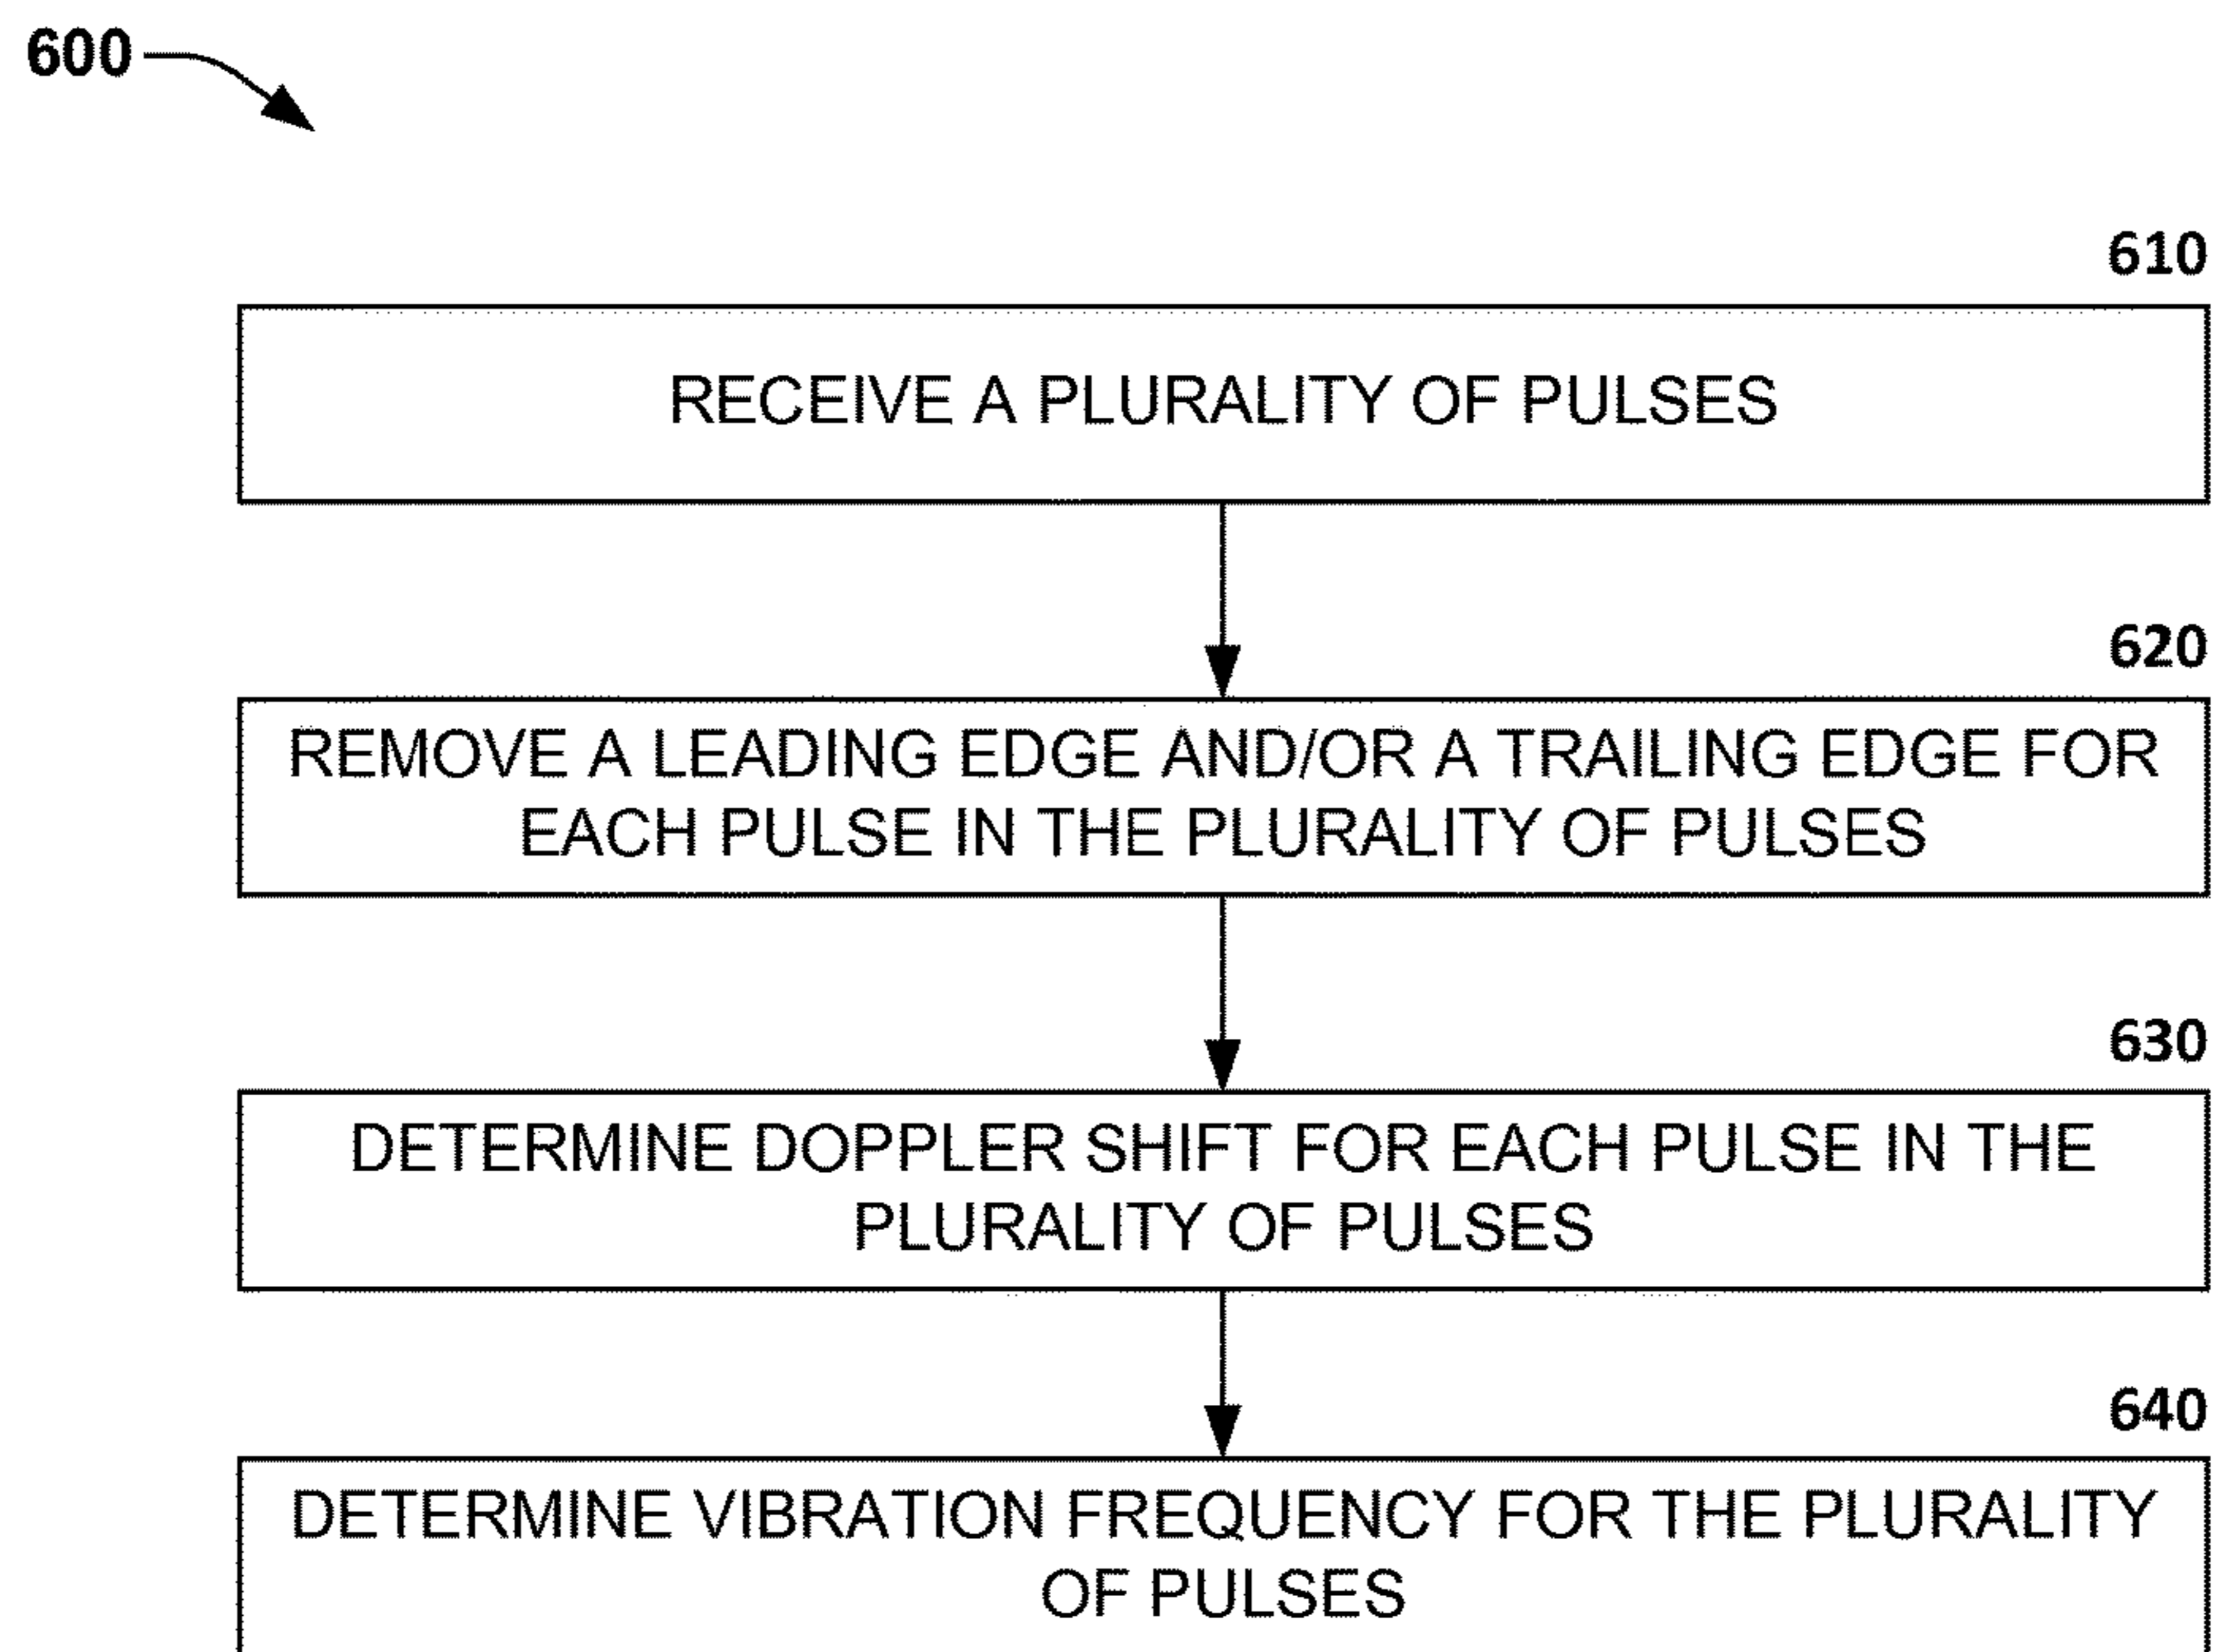 600
610
RECEIVE A PLURALITY OF PULSES
620
REMOVE A LEADING EDGE AND/OR A TRAILING EDGE FOR
EACH PULSE IN THE PLURALITY OF PULSES
630
DETERMINE DOPPLER SHIFT FOR EACH PULSE IN THE
PLURALITY OF PULSES
640
DETERMINE VIBRATION FREQUENCY FOR THE PLURALITY
OF PULSES